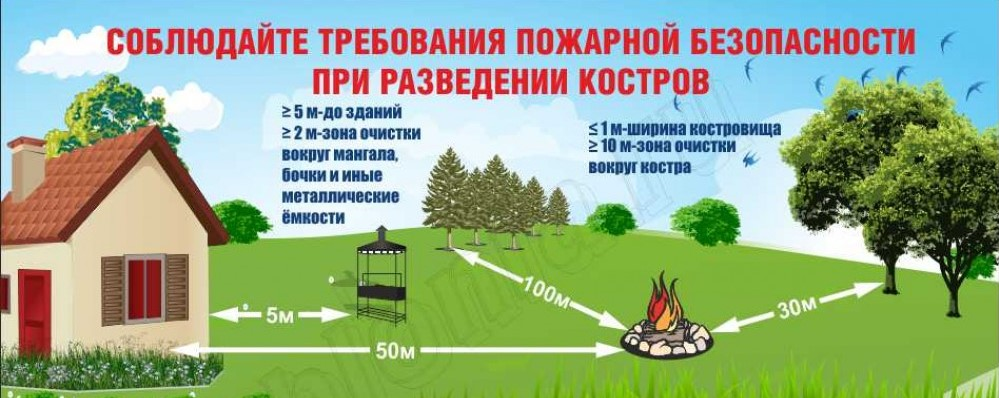 СОБЛЮДАЙТЕ ТРЕБОВАНИЯ ПОЖАРНОЙ БЕЗОПАСНОСТИ
ПРИ РАЗВЕДЕНИИ КОСТРОВ
≥ 5 м-до зданий
≥ 2 м-зона очистки
вокруг мангала,
бочки и иные
металлические
ёмкости
≤ 1 м-ширина костровища
≥ 10 м-зона очистки
вокруг костра
100м
30м
5м
50м